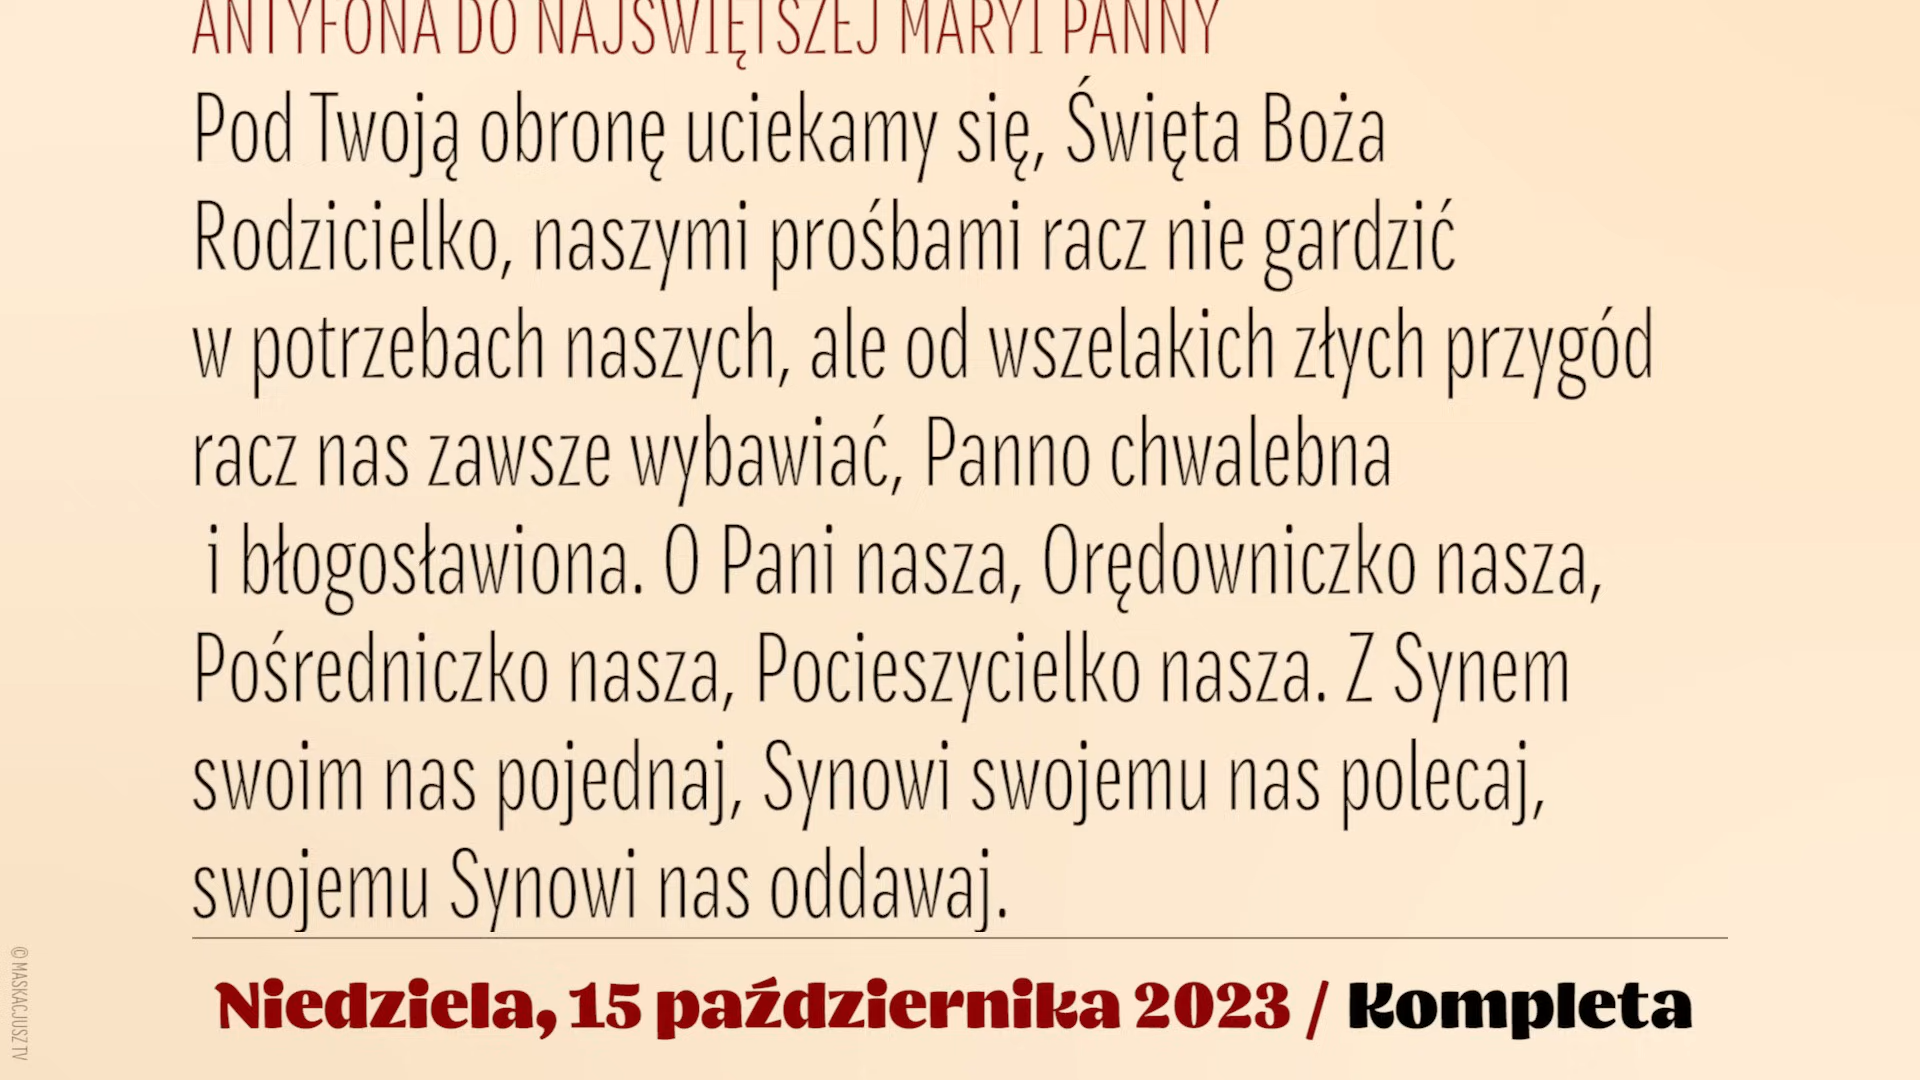 ANTYFONA DO NAJŚWIĘTSZEJ MARYI PANNY
Pod Twoją obronę uciekamy się, Święta Boża
Rodzicielko, naszymi prośbami racz nie gardzić
w potrzebach naszych, ale od wszelakich złych przygód
racz nas zawsze wybawiać, Panno chwalebna
i błogosławiona. O Pani nasza, Orędowniczko nasza,
Pośredniczko nasza, Pocieszycielko nasza. Z Synem
swoim nas pojednaj, Synowi swojemu nas polecaj,
swojemu Synowi nas oddawaj.
Niedziela, 15 października 2023 / Kompleta
© MASKACJUSZ TV